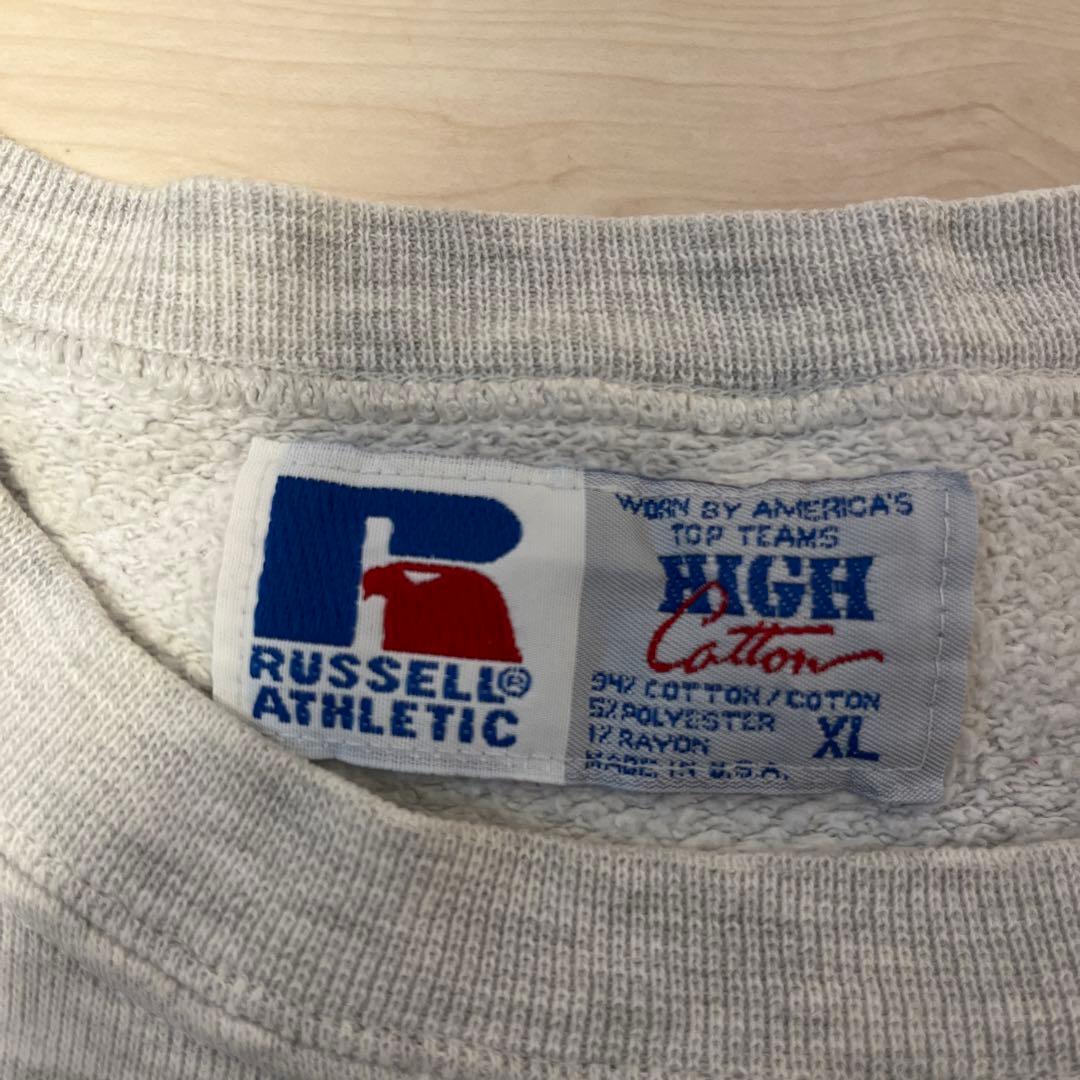 RUSSELL®
ATHLETIC
WORN BY AMERICA'S
TOP TEAMS
HIGH
Cotton
94% COTTON/COTON
5% POLYESTER
1% RAYON
XL
MADE IN U.S.A.